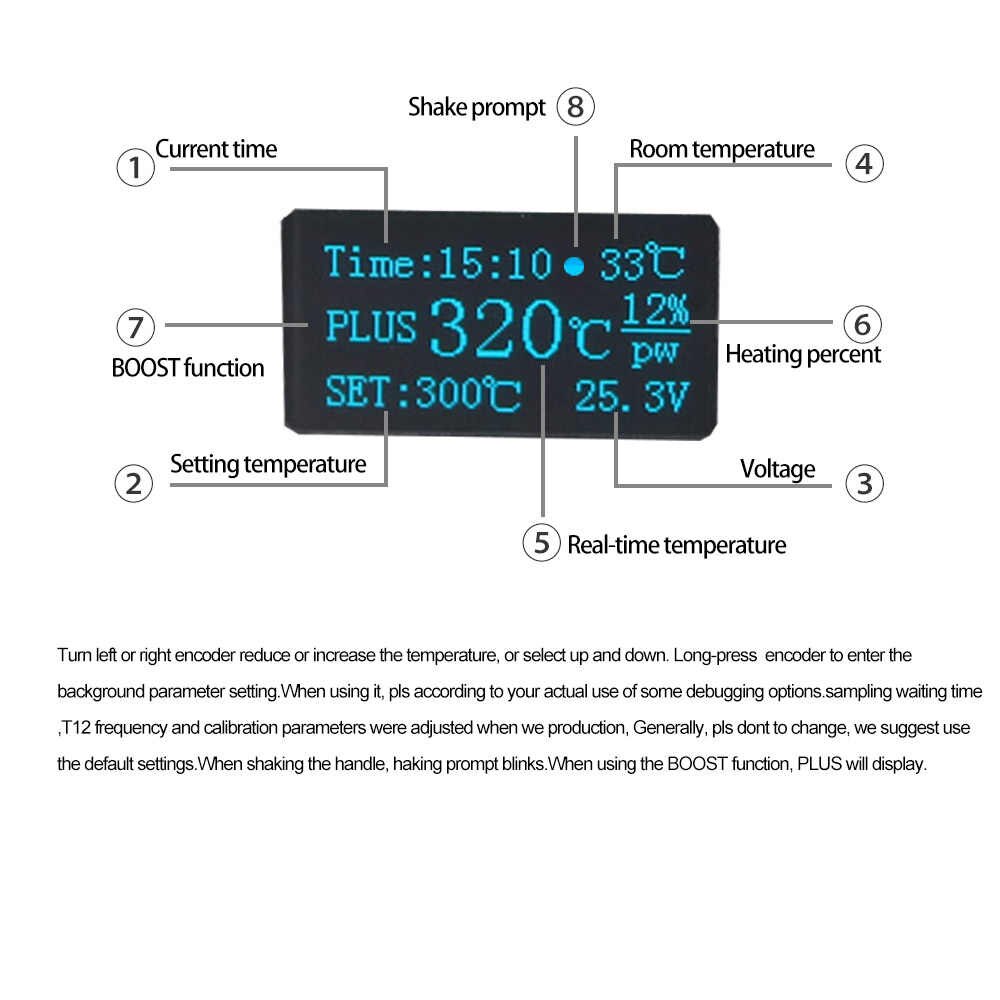 Shake prompt 8
1 Current time
Room temperature 4
Time:15:10 33℃
7 BOOST function
PLUS 320℃ 12% pw
6 Heating percent
SET:300℃ 25.3V
2 Setting temperature
Voltage 3
5 Real-time temperature
Turn left or right encoder reduce or increase the temperature, or select up and down. Long-press encoder to enter the
background parameter setting.When using it, pls according to your actual use of some debugging options.sampling waiting time
,T12 frequency and calibration parameters were adjusted when we production, Generally, pls dont to change, we suggest use
the default settings.When shaking the handle, haking prompt blinks.When using the BOOST function, PLUS will display.